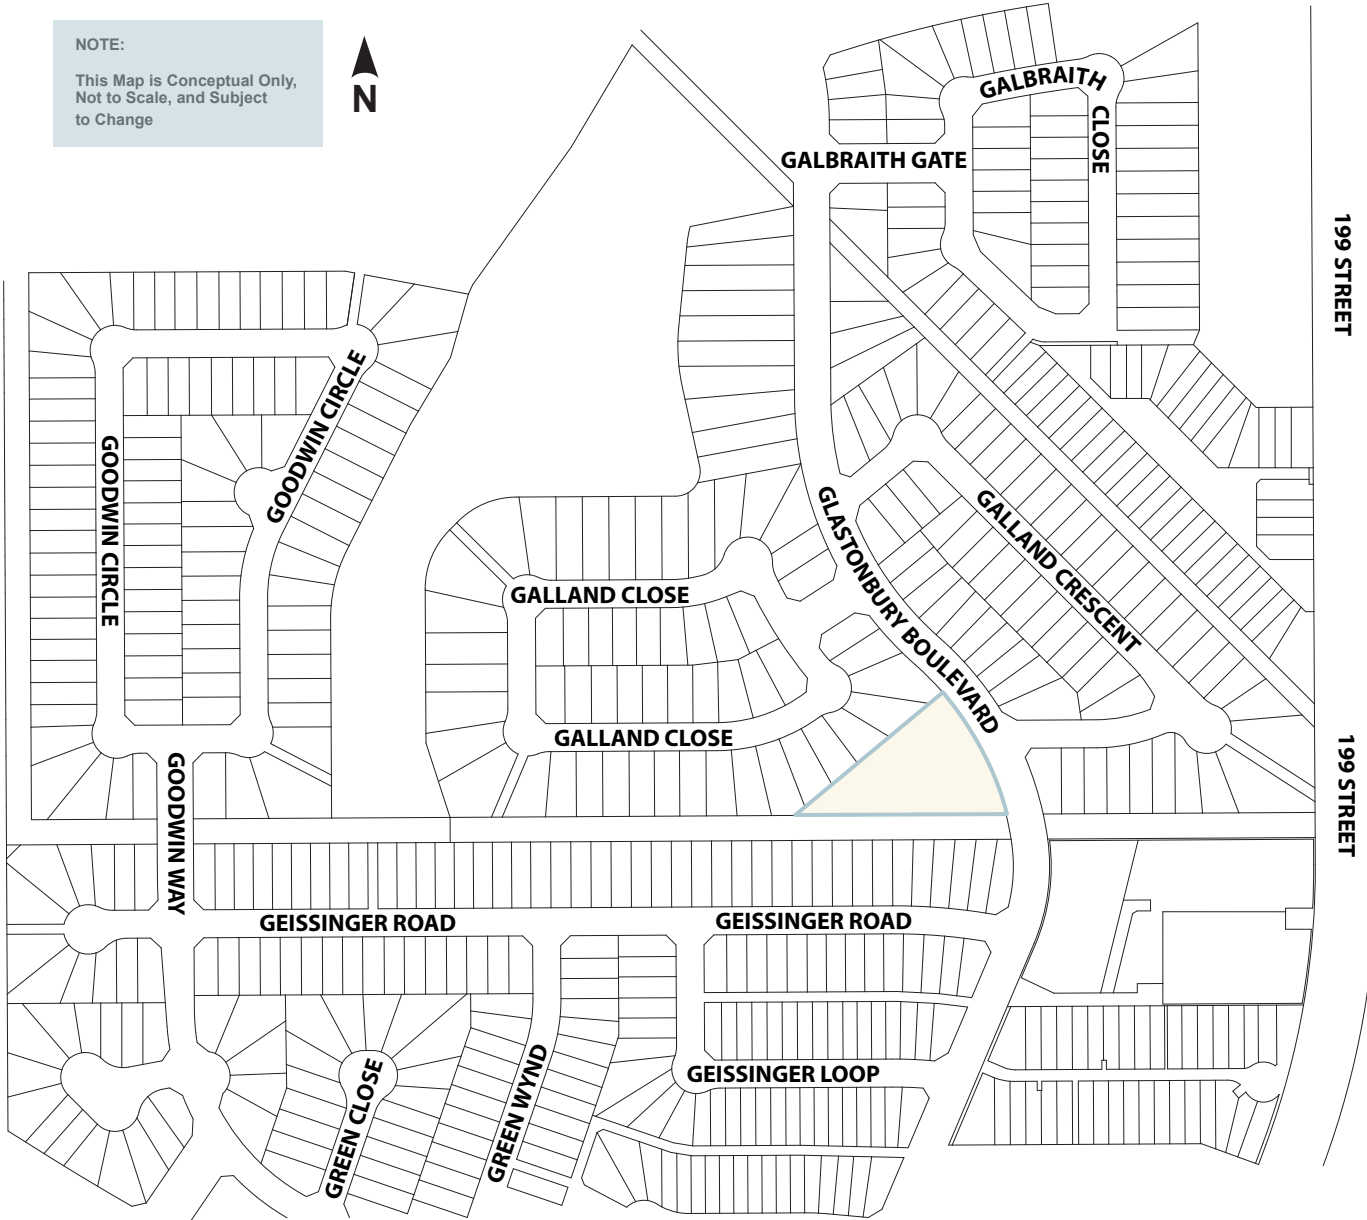 NOTE:
This Map is Conceptual Only,
Not to Scale, and Subject
to Change
N
GALBRAITH
CLOSE
GALBRAITH GATE
199 STREET
GOODWIN CIRCLE
GOODWIN CIRCLE
GLASTONBURY BOULEVARD
GALLAND CRESCENT
GALLAND CLOSE
GALLAND CLOSE
199 STREET
GOODWIN WAY
GEISSINGER ROAD
GEISSINGER ROAD
GREEN CLOSE
GREEN WYND
GEISSINGER LOOP